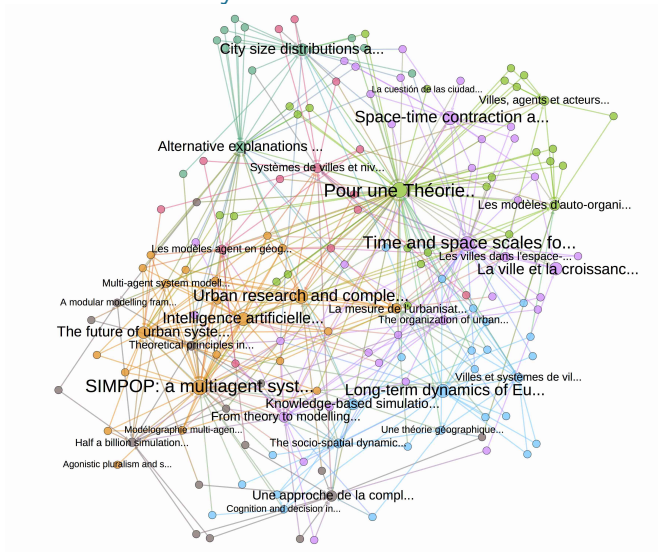 City size distributions a...
La cuestión de las ciudad...
Villes, agents et acteurs...
Space-time contraction a...
Alternative explanations ...
Systèmes de villes et niv...
Pour une Théorie...
Les modèles d'auto-organi...
Time and space scales fo...
Les modèles agent en géog...
Les villes dans l'espace-...
La ville et la croissanc...
Multi-agent system modell...
Urban research and comple...
A modular modelling fram...
La mesure de l'urbanisat...
Intelligence artificielle...
The organization of urban...
The future of urban syste...
Theoretical principles in...
Villes et systèmes de vil...
SIMPOP: a multiagent syst...
Long-term dynamics of Eu...
Knowledge-based simulatio...
From theory to modelling...
Modélographie multi-agen...
Une théorie géographique...
Half a billion simulation...
The socio-spatial dynamic...
Agonistic pluralism and s...
Une approche de la compl...
Cognition and decision in...